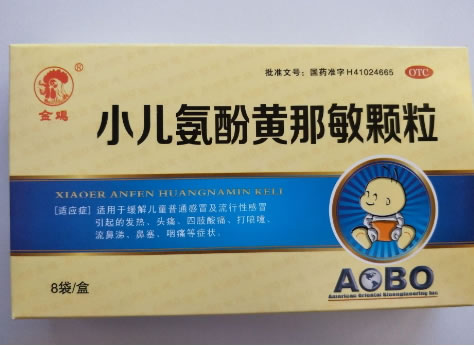 金鸡
®
批准文号：国药准字H41024665
OTC
小儿氨酚黄那敏颗粒
XIAOER ANFEN HUANGNAMIN KELI
[适应症] 适用于缓解儿童普通感冒及流行性感冒
引起的发热、头痛、四肢酸痛、打喷嚏、
流鼻涕、鼻塞、咽痛等症状。
8袋/盒
AOBO
American Oriental Bioengineering Inc